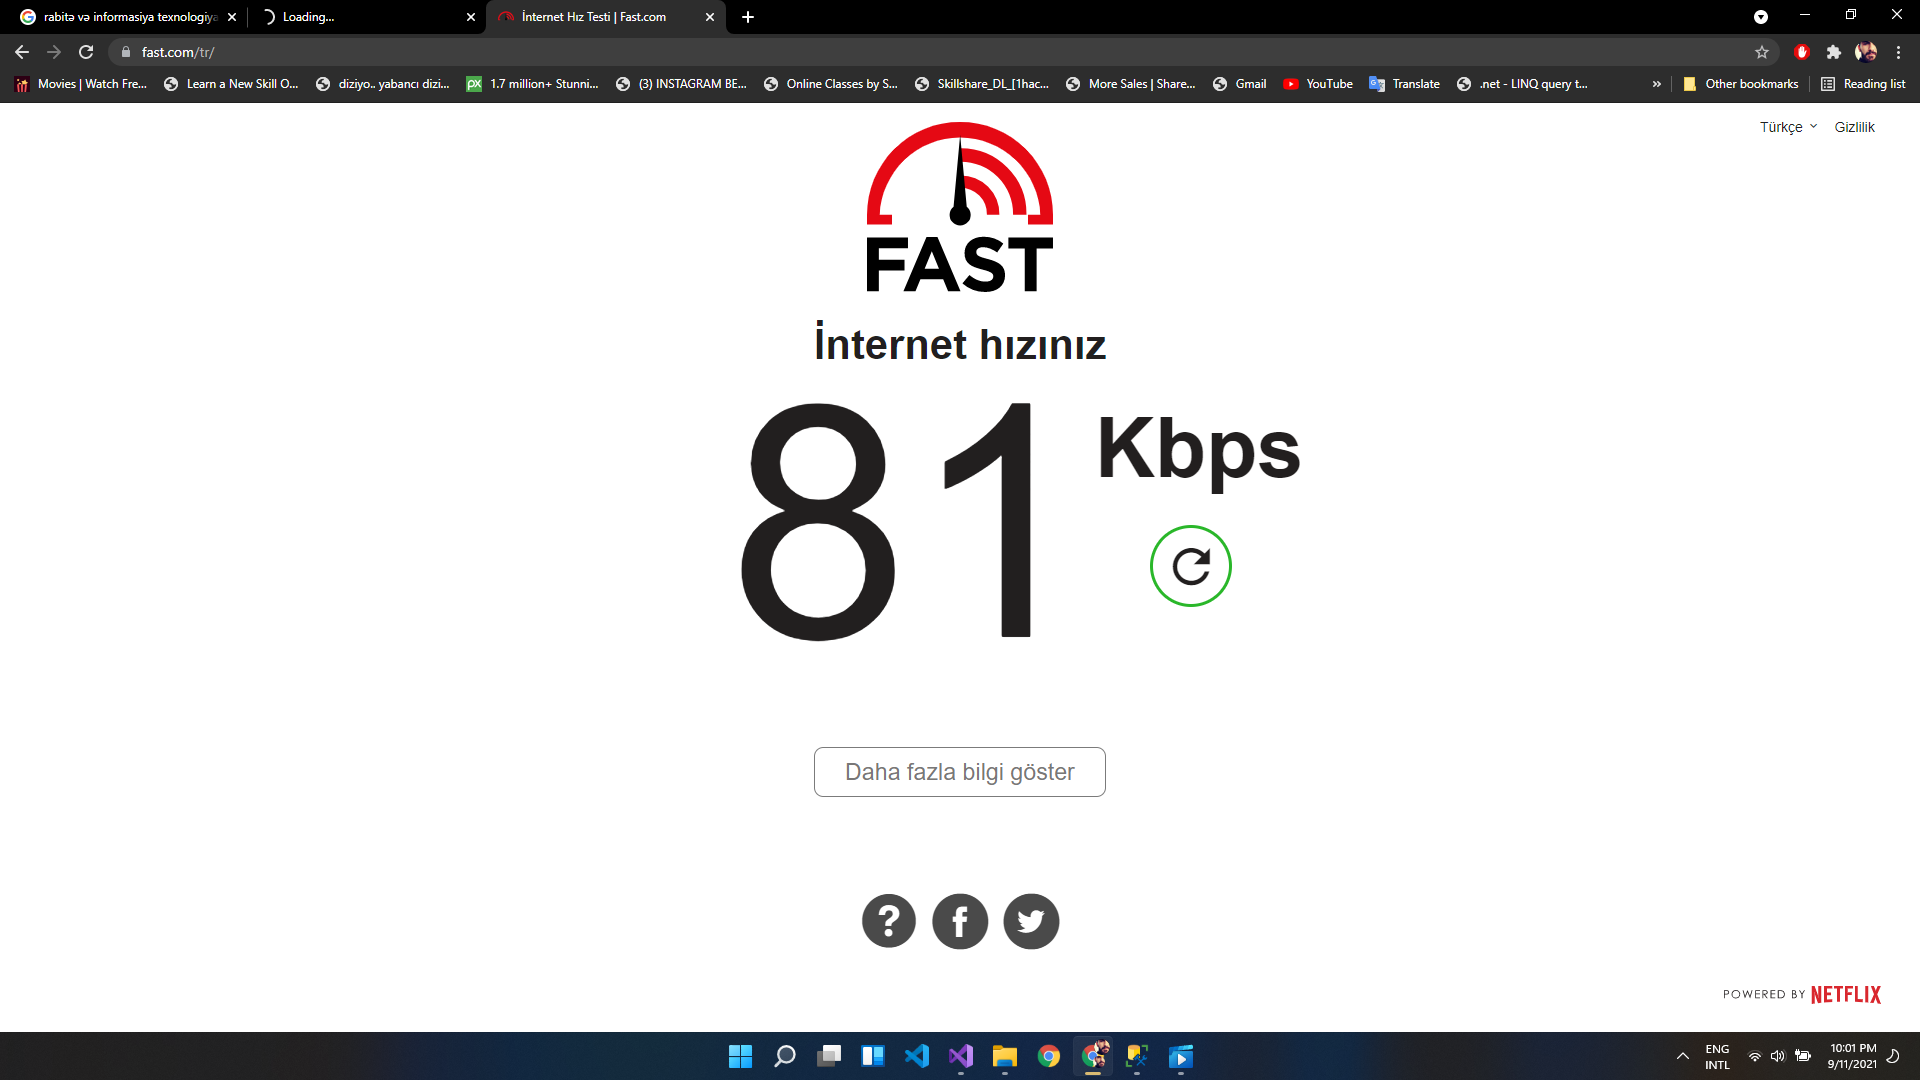 rabitə və informasiya texnologiya
Loading...
İnternet Hız Testi | Fast.com
fast.com/tr/
Movies | Watch Fre...
Learn a New Skill O...
diziyo.. yabancı dizi...
px
1.7 million+ Stunni...
(3) INSTAGRAM BE...
Online Classes by S...
Skillshare_DL_[1hac...
More Sales | Share...
Gmail
YouTube
Translate
.net - LINQ query t...
»
Other bookmarks
Reading list
Türkçe
Gizlilik
FAST
İnternet hızınız
81 Kbps
Daha fazla bilgi göster
POWERED BY NETFLIX
ENG
INTL
10:01 PM
9/11/2021